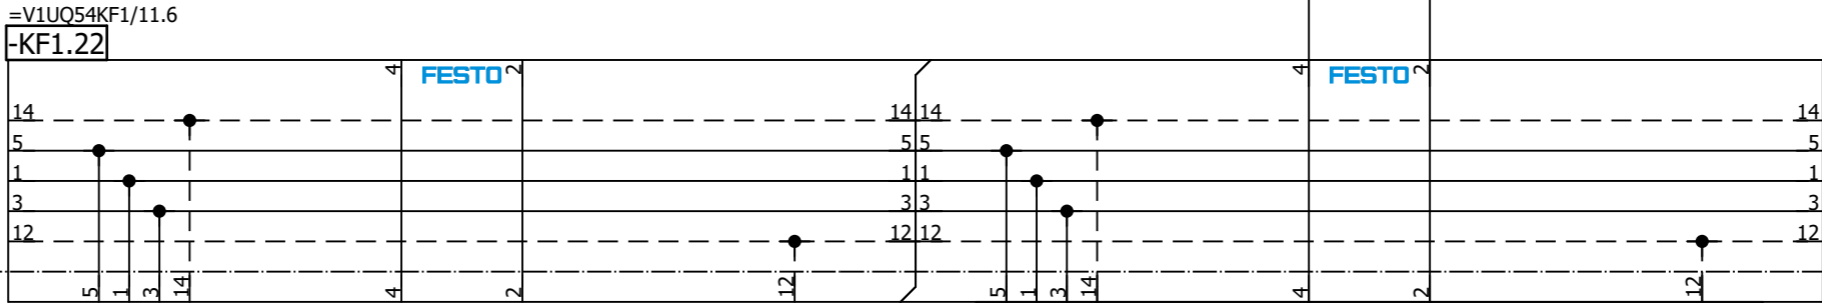 =V1UQ54KF1/11.6
-KF1.22
4 FESTO 2 4 FESTO 2
14 14 14 14
5 5 5 5
1 1 1 1
3 3 3 3
12 12 12 12
5 1 3 14 4 2 12 5 1 3 14 4 2 12